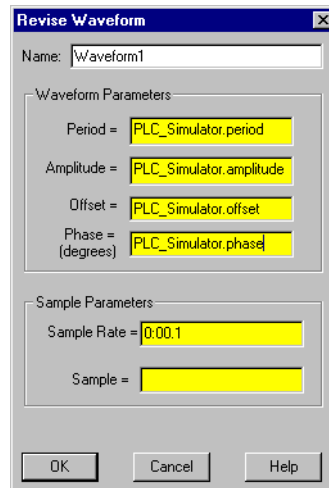 Revise Waveform
Name: Waveform1
Waveform Parameters
Period = PLC_Simulator.period
Amplitude = PLC_Simulator.amplitude
Offset = PLC_Simulator.offset
Phase = (degrees) PLC_Simulator.phase
Sample Parameters
Sample Rate = 0:00.1
Sample =
OK Cancel Help